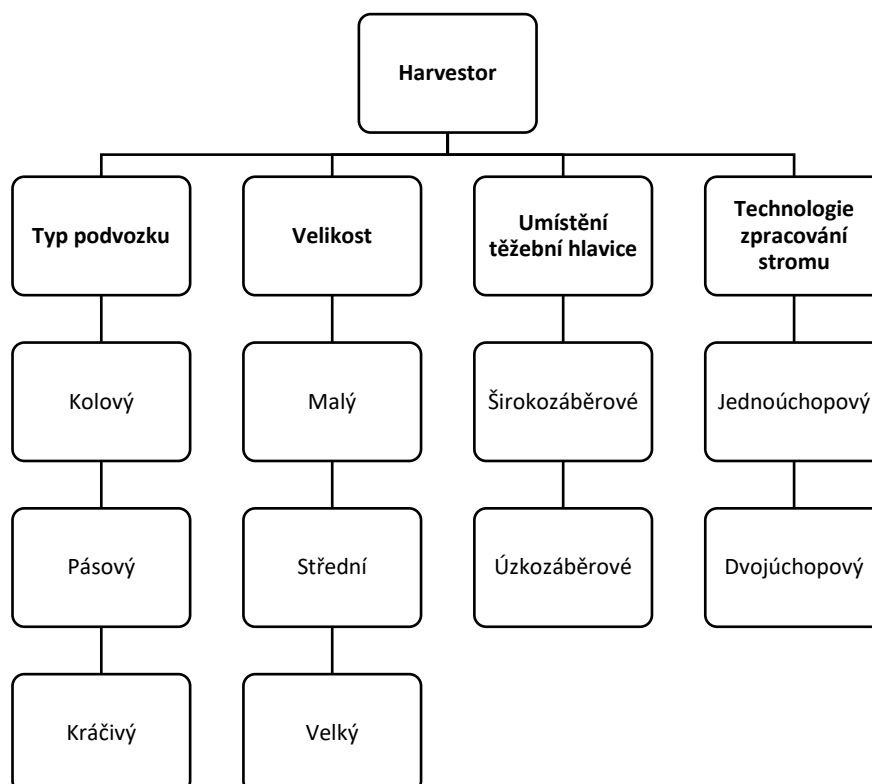 Harvestor
Typ podvozku
Velikost
Umístění
těžební hlavice
Technologie
zpracování
stromu
Kolový
Malý
Širokozáběrové
Jednoúchopový
Pásový
Střední
Úzkozáběrové
Dvojúchopový
Kráčivý
Velký